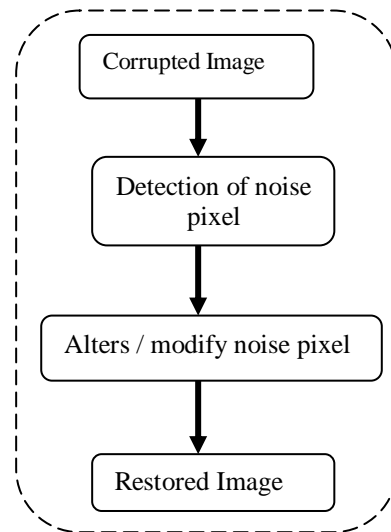 Corrupted Image
Detection of noise
pixel
Alters / modify noise pixel
Restored Image